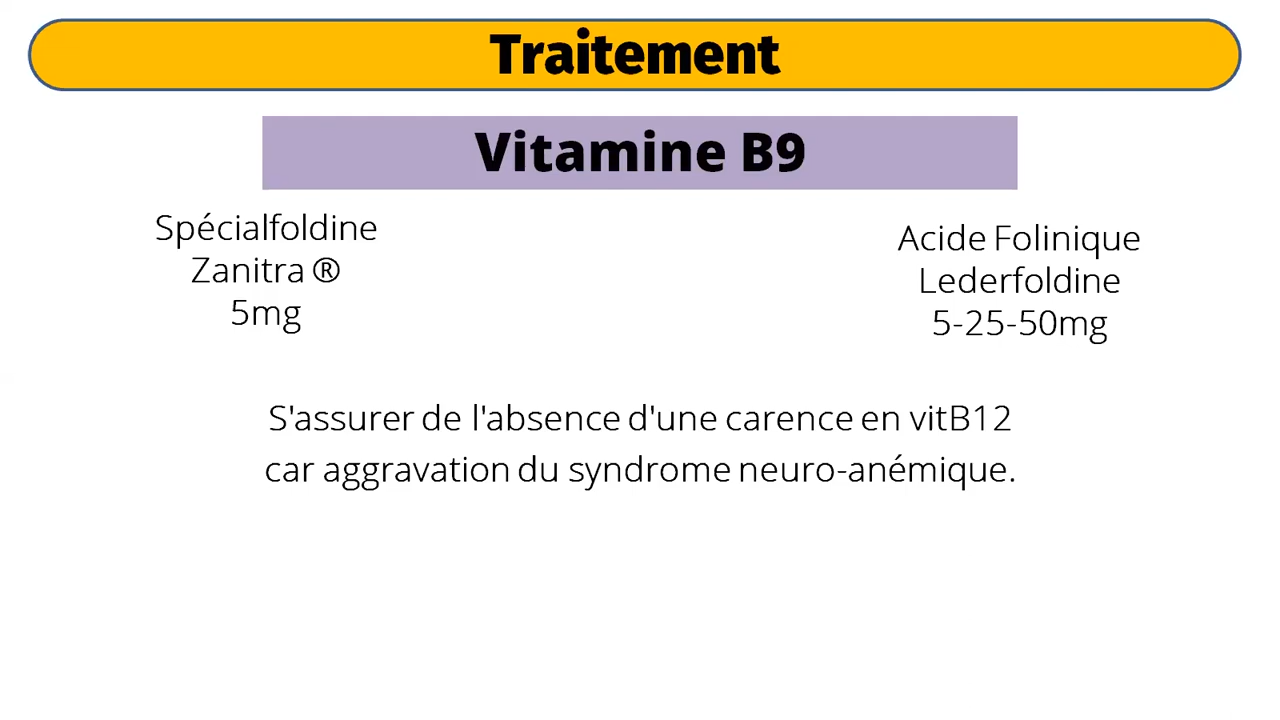 Traitement
Vitamine B9
Spécialfoldine
Zanitra ®
5mg
Acide Folinique
Lederfoldine
5-25-50mg
S'assurer de l'absence d'une carence en vitB12
car aggravation du syndrome neuro-anémique.